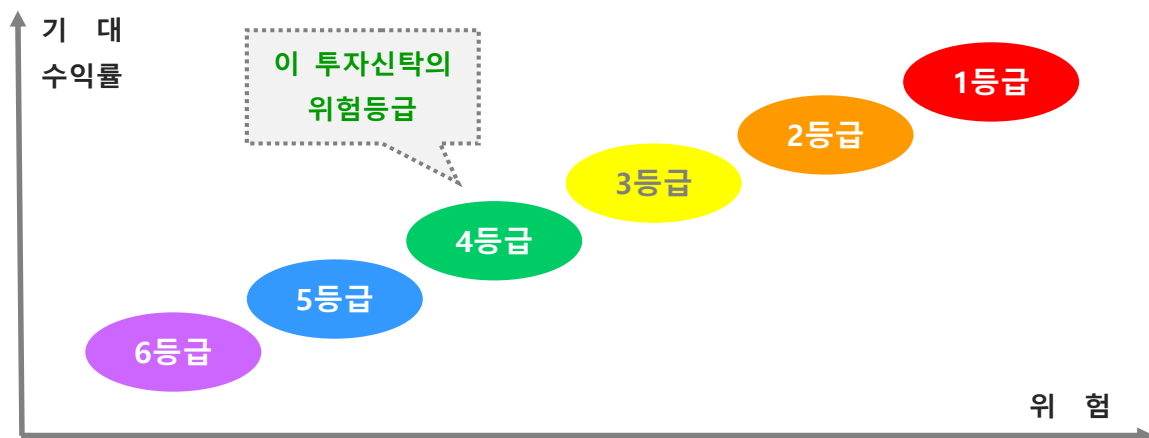 기 대
수익률
이 투자신탁의
위험등급
1등급
2등급
3등급
4등급
5등급
6등급
위 험